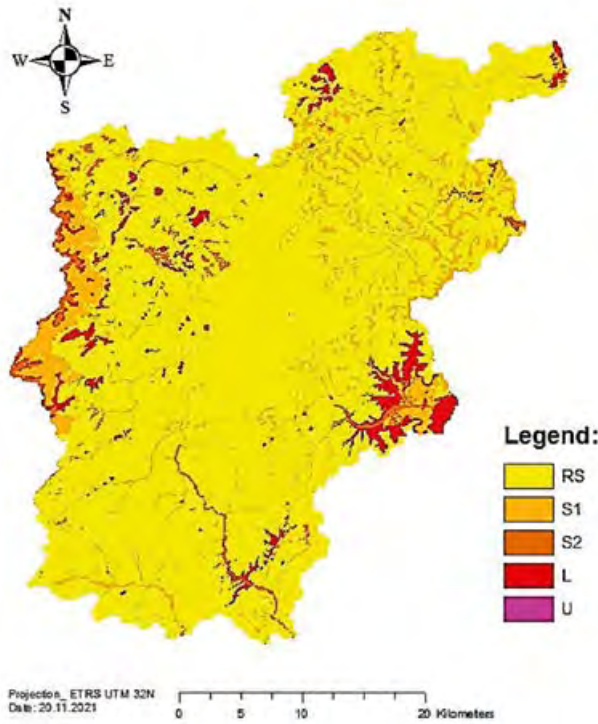 N
W E
S
Legend:
RS
S1
S2
L
U
Projection_ ETRS UTM 32N
Date: 20.11.2021
0 5 10 20 Kilometers